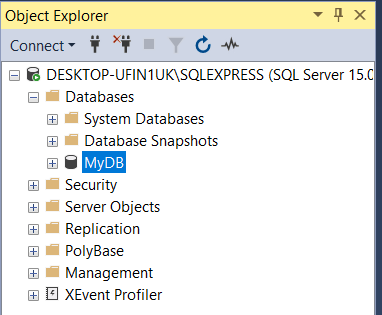 Object Explorer
Connect
DESKTOP-UFIN1UK\SQLEXPRESS (SQL Server 15.0
Databases
System Databases
Database Snapshots
MyDB
Security
Server Objects
Replication
PolyBase
Management
XEvent Profiler